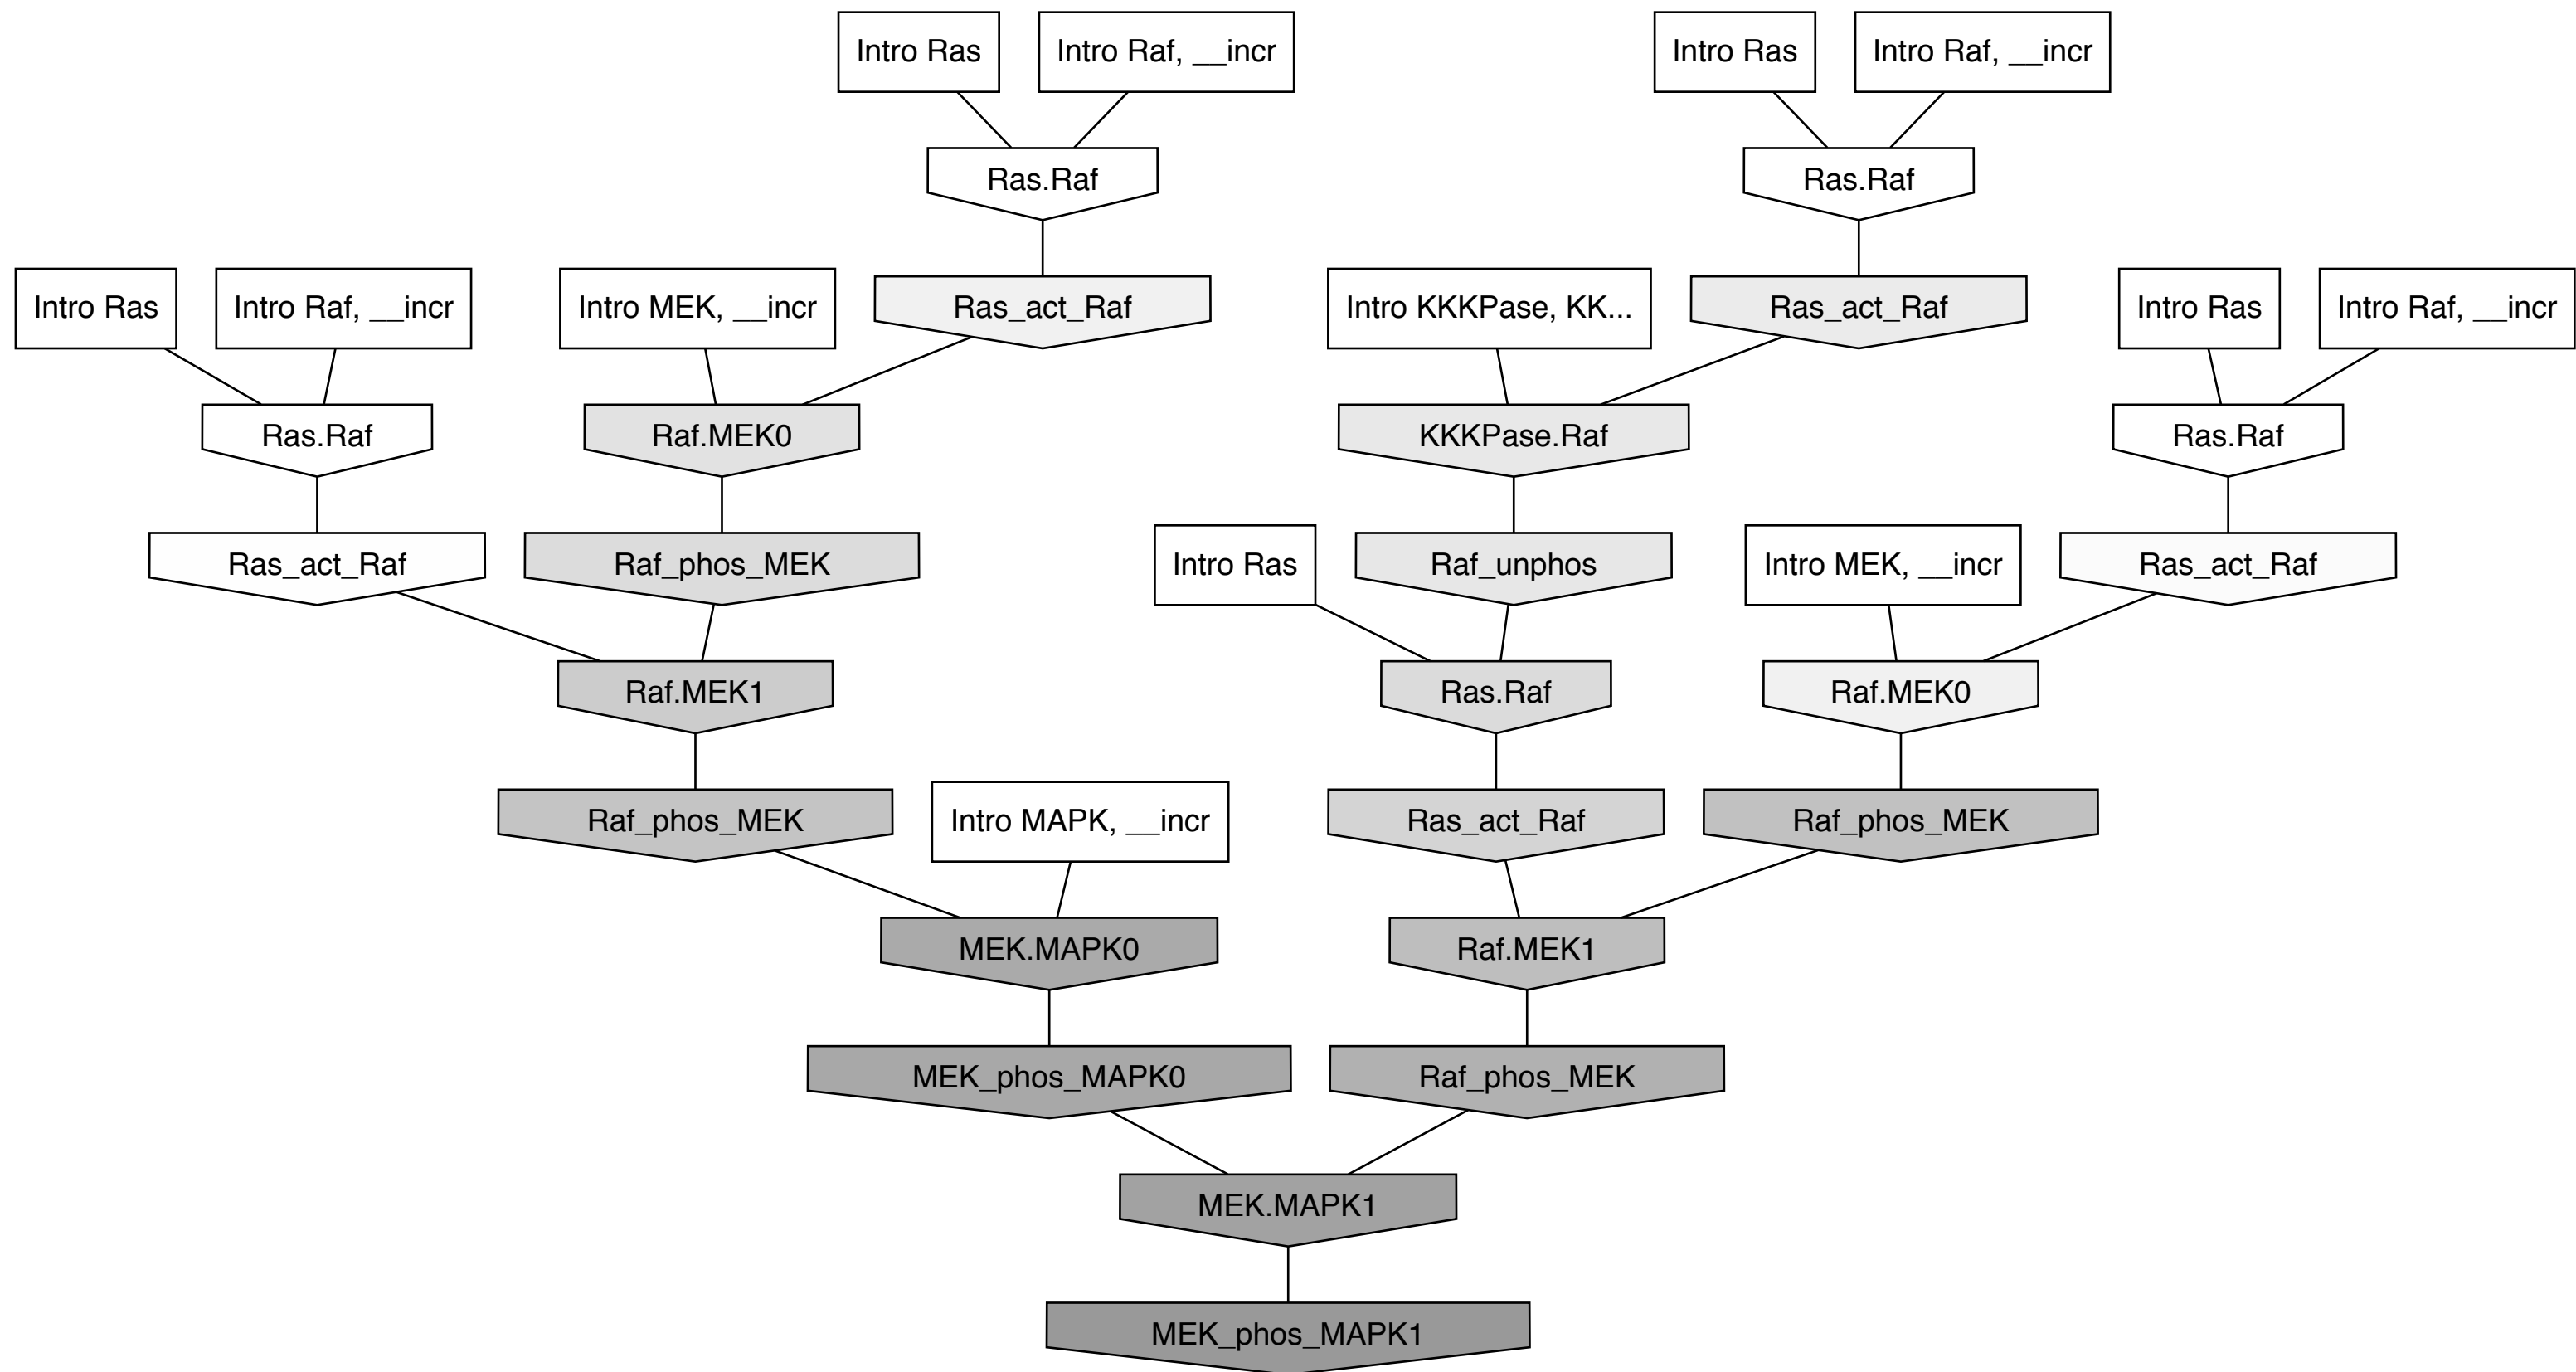 Intro Ras
Intro Raf, __incr
Intro Ras
Intro Raf, __incr
Ras.Raf
Ras.Raf
Intro Ras
Intro Raf, __incr
Intro MEK, __incr
Ras_act_Raf
Intro KKKPase, KK...
Ras_act_Raf
Intro Ras
Intro Raf, __incr
Ras.Raf
Raf.MEK0
KKKPase.Raf
Ras.Raf
Ras_act_Raf
Raf_phos_MEK
Intro Ras
Raf_unphos
Intro MEK, __incr
Ras_act_Raf
Raf.MEK1
Ras.Raf
Raf.MEK0
Raf_phos_MEK
Intro MAPK, __incr
Ras_act_Raf
Raf_phos_MEK
MEK.MAPK0
Raf.MEK1
MEK_phos_MAPK0
Raf_phos_MEK
MEK.MAPK1
MEK_phos_MAPK1